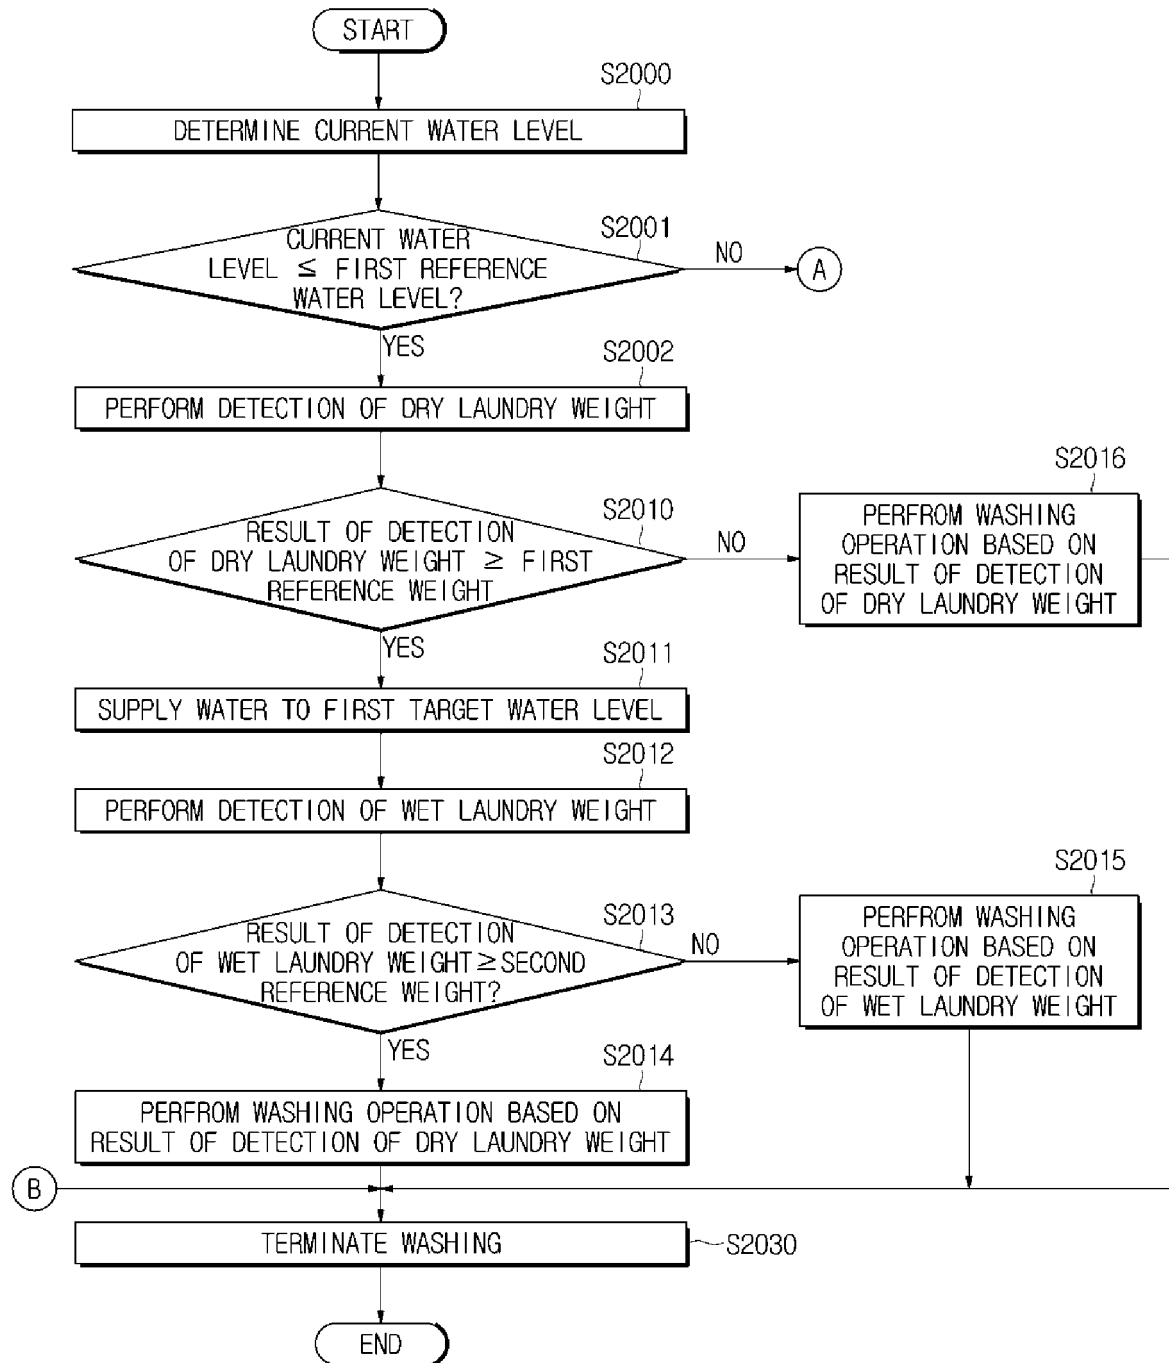 START
S2000
DETERMINE CURRENT WATER LEVEL
S2001
CURRENT WATER
LEVEL ≤ FIRST REFERENCE
WATER LEVEL?
NO
A
YES
S2002
PERFORM DETECTION OF DRY LAUNDRY WEIGHT
S2010
RESULT OF DETECTION
OF DRY LAUNDRY WEIGHT ≥ FIRST
REFERENCE WEIGHT
NO
S2016
PERFROM WASHING
OPERATION BASED ON
RESULT OF DETECTION
OF DRY LAUNDRY WEIGHT
YES
S2011
SUPPLY WATER TO FIRST TARGET WATER LEVEL
S2012
PERFORM DETECTION OF WET LAUNDRY WEIGHT
S2013
RESULT OF DETECTION
OF WET LAUNDRY WEIGHT≥SECOND
REFERENCE WEIGHT?
NO
S2015
PERFROM WASHING
OPERATION BASED ON
RESULT OF DETECTION
OF WET LAUNDRY WEIGHT
YES
S2014
PERFROM WASHING OPERATION BASED ON
RESULT OF DETECTION OF DRY LAUNDRY WEIGHT
B
TERMINATE WASHING
S2030
END